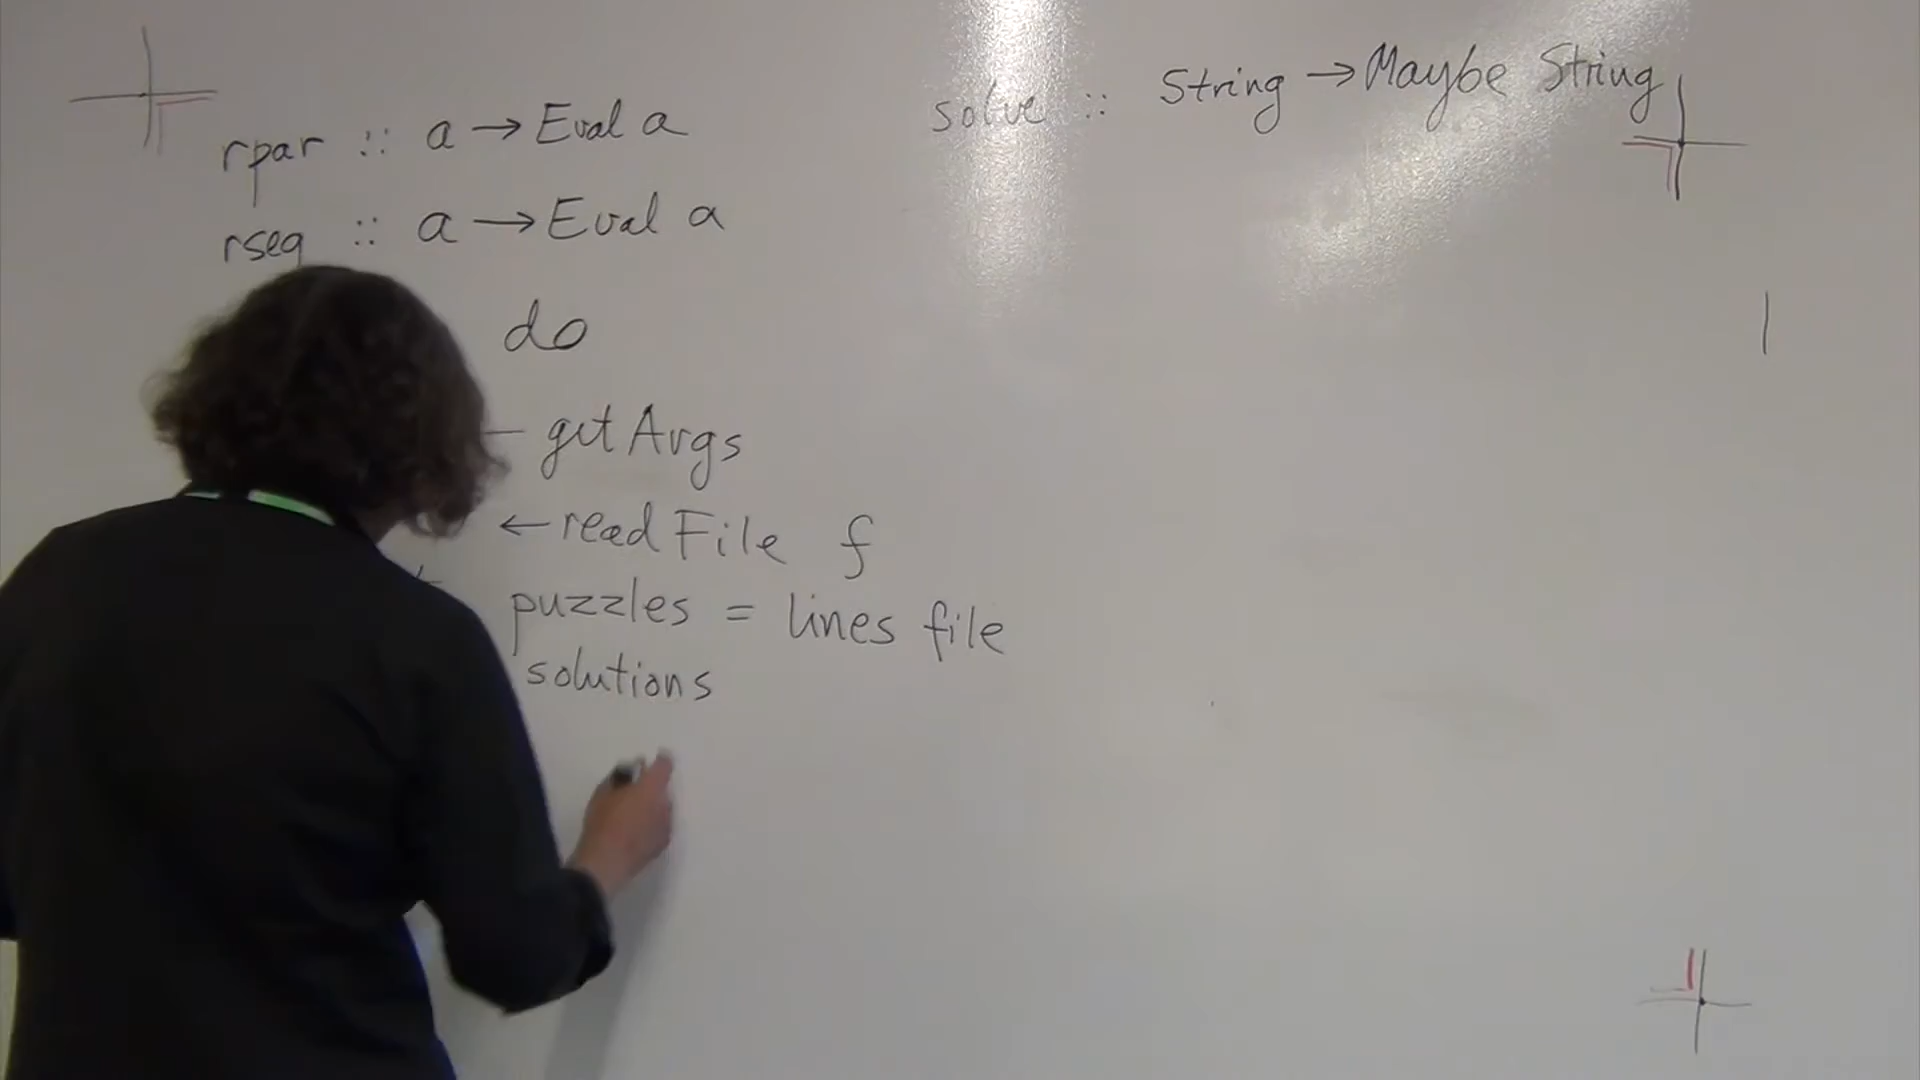 rpar :: a → Eval a
rseq :: a → Eval a
solve :: String → Maybe String
do
← getArgs
← readFile f
puzzles = lines file
solutions